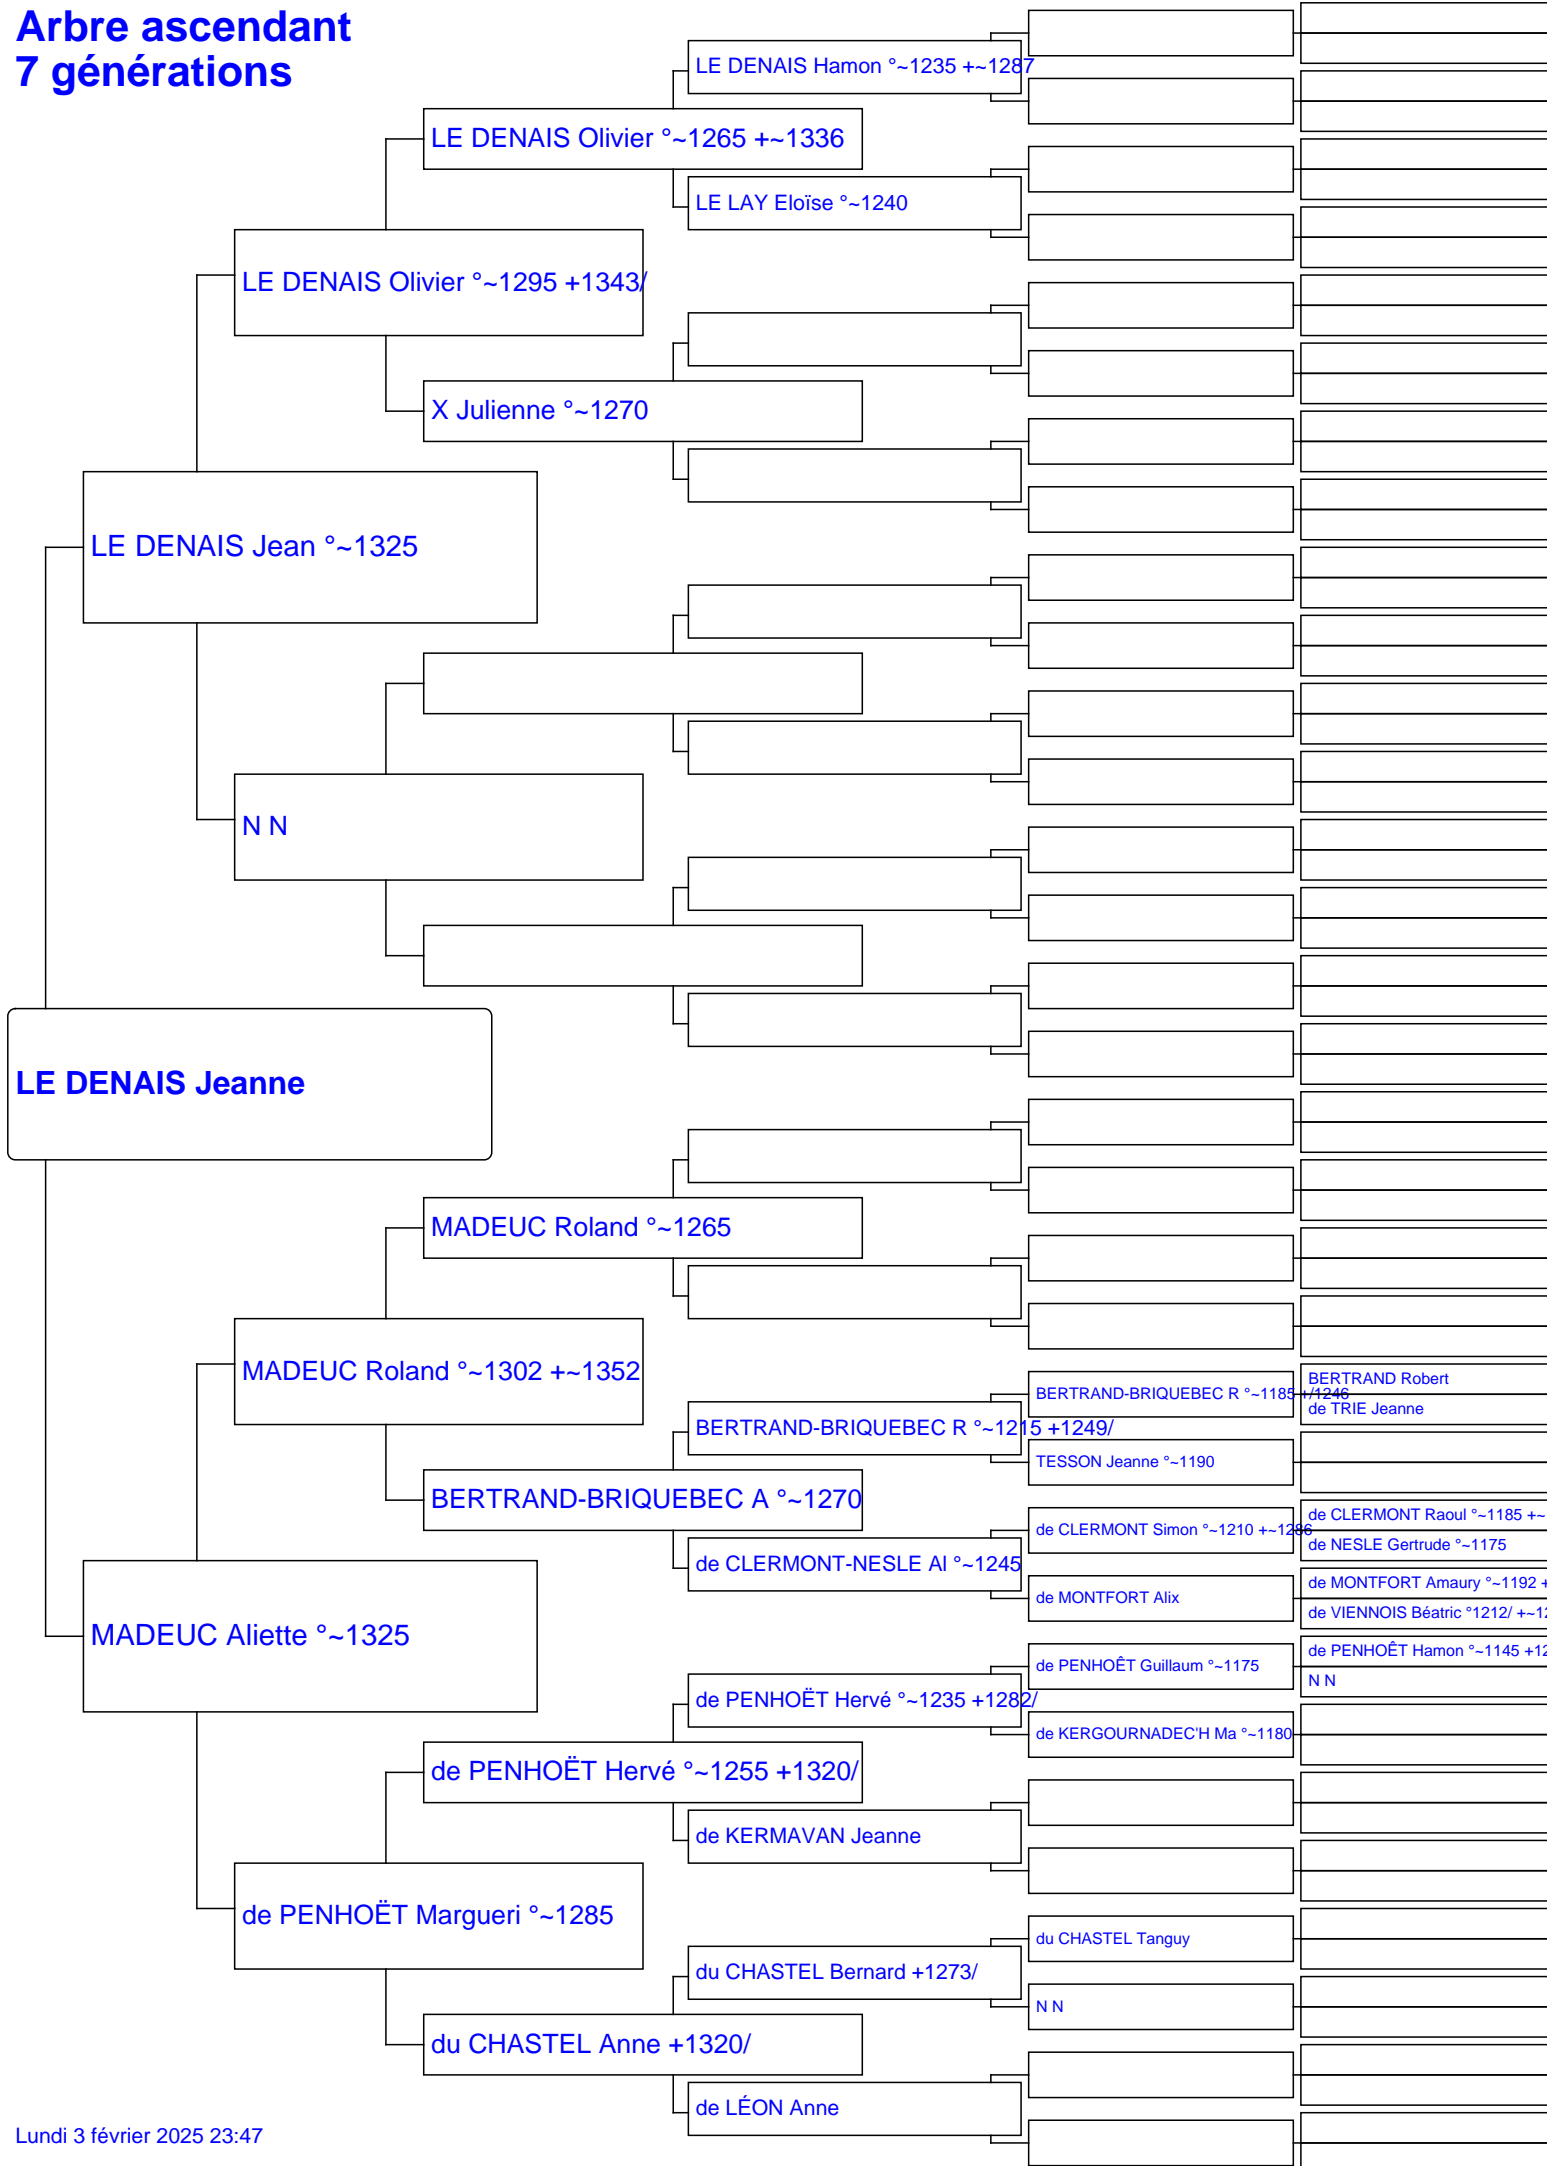 Arbre ascendant
7 générations
LE DENAIS Hamon °~1235 +~1287
LE DENAIS Olivier °~1265 +~1336
LE LAY Eloïse °~1240
LE DENAIS Olivier °~1295 +1343/
X Julienne °~1270
LE DENAIS Jean °~1325
N N
LE DENAIS Jeanne
MADEUC Roland °~1265
MADEUC Roland °~1302 +~1352
BERTRAND Robert
BERTRAND-BRIQUEBEC R °~1185 +/1246
de TRIE Jeanne
BERTRAND-BRIQUEBEC R °~1215 +1249/
TESSON Jeanne °~1190
BERTRAND-BRIQUEBEC A °~1270
de CLERMONT Raoul °~1185 +~
de CLERMONT Simon °~1210 +~1286
de NESLE Gertrude °~1175
de CLERMONT-NESLE Al °~1245
de MONTFORT Amaury °~1192 +
de MONTFORT Alix
de VIENNOIS Béatric °1212/ +~12
MADEUC Aliette °~1325
de PENHOÊT Hamon °~1145 +12
de PENHOÊT Guillaum °~1175
N N
de PENHOËT Hervé °~1235 +1282/
de KERGOURNADEC'H Ma °~1180
de PENHOËT Hervé °~1255 +1320/
de KERMAVAN Jeanne
de PENHOËT Margueri °~1285
du CHASTEL Tanguy
du CHASTEL Bernard +1273/
N N
du CHASTEL Anne +1320/
de LÉON Anne
Lundi 3 février 2025 23:47